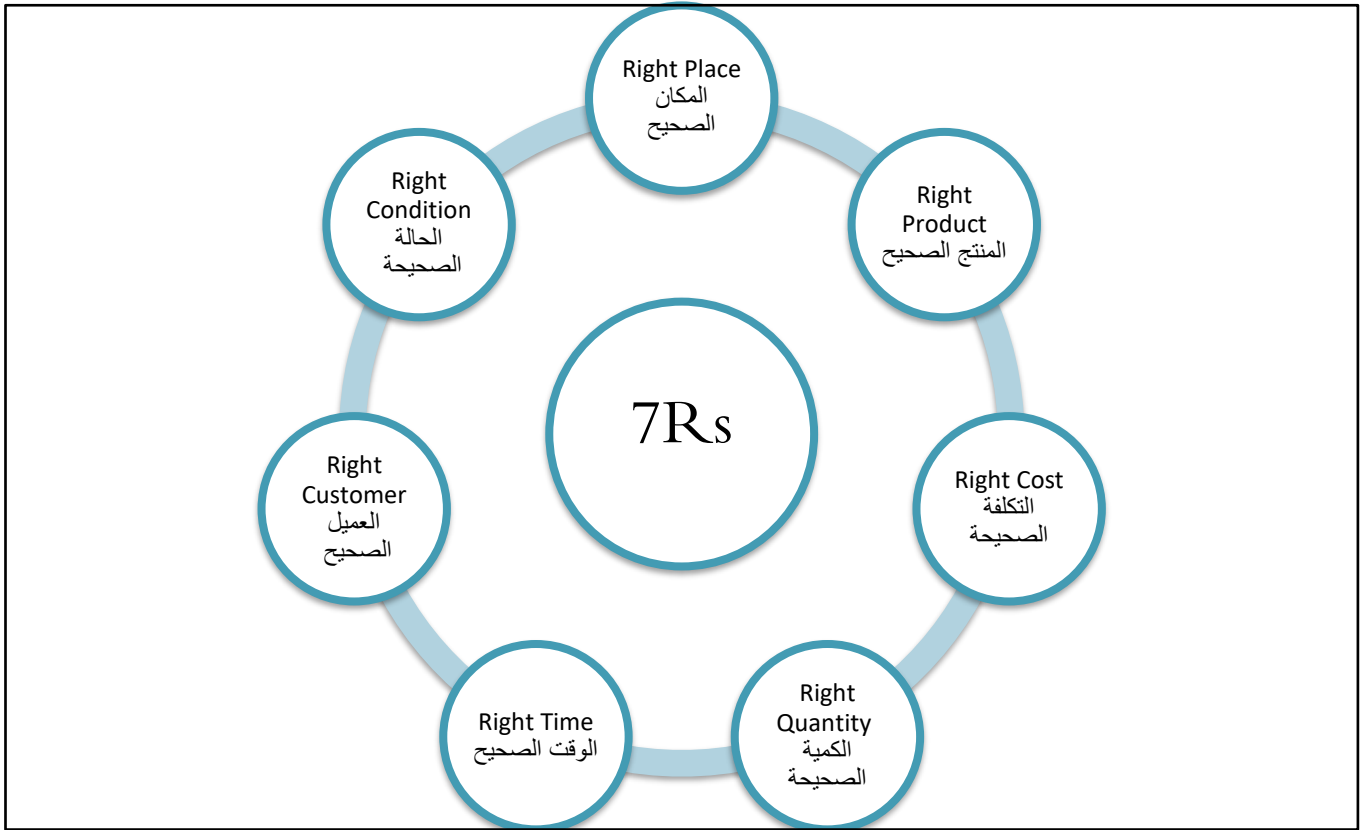 Right Place
المكان
الصحيح
Right
Product
المنتج الصحيح
Right Cost
التكلفة
الصحيحة
Right
Quantity
الكمية
الصحيحة
Right Time
الوقت الصحيح
Right
Customer
العميل
الصحيح
Right
Condition
الحالة
الصحيحة
7Rs